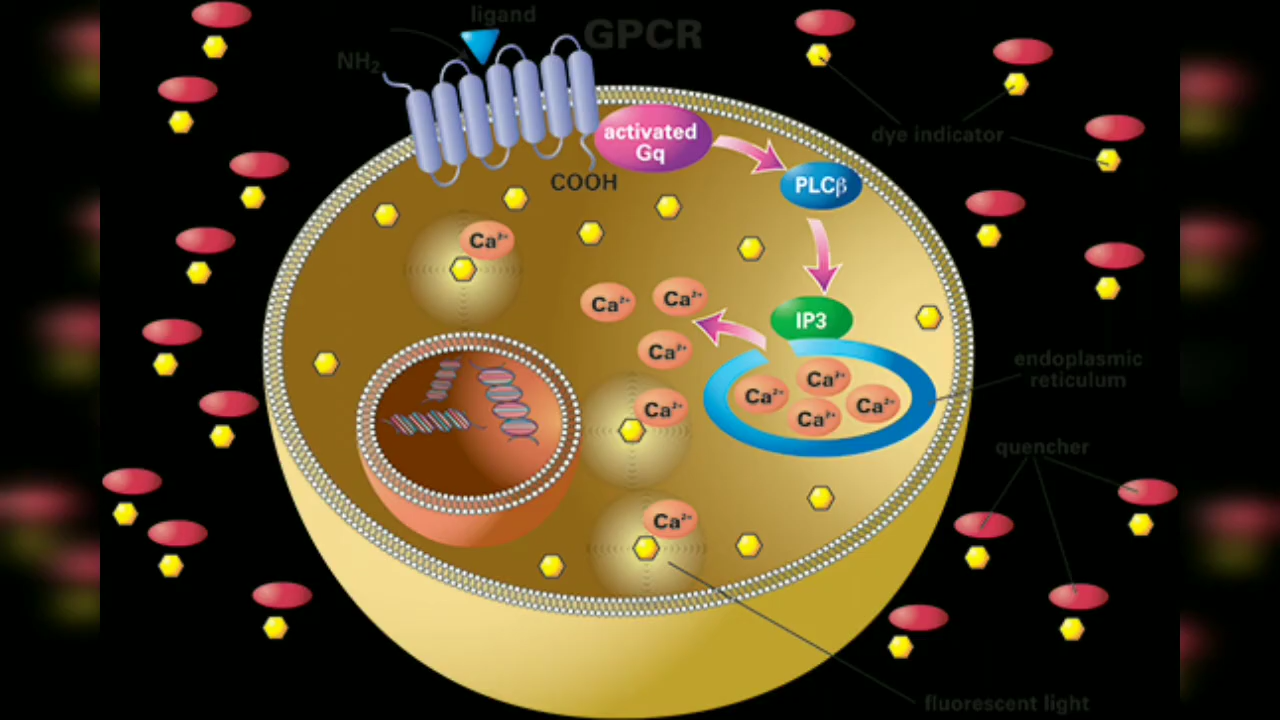 ligand
GPCR
NH₂
activated
Gq
COOH
PLCβ
dye indicator
Ca²⁺
Ca²⁺
Ca²⁺
IP3
Ca²⁺
endoplasmic
reticulum
Ca²⁺
Ca²⁺
Ca²⁺
Ca²⁺
Ca²⁺
quencher
Ca²⁺
fluorescent light